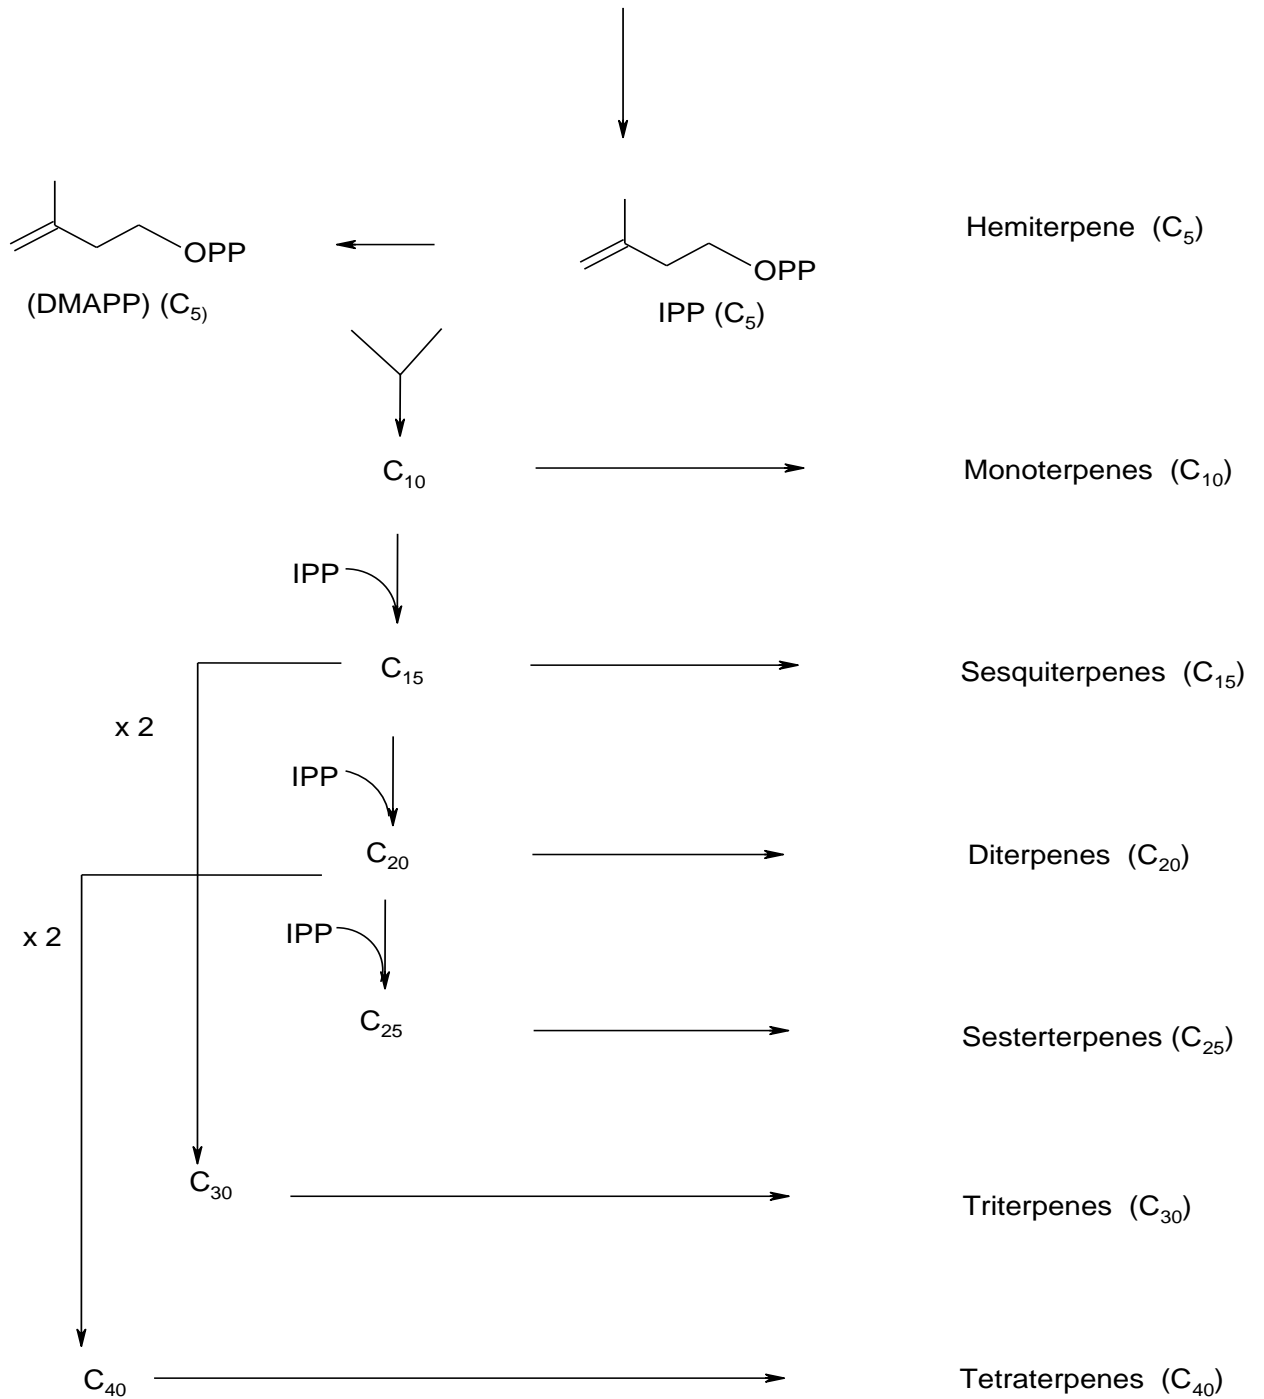 Hemiterpene (C5)
OPP
OPP
(DMAPP) (C5)
IPP (C5)
C10
Monoterpenes (C10)
IPP
C15
Sesquiterpenes (C15)
x 2
IPP
C20
Diterpenes (C20)
x 2
IPP
C25
Sesterterpenes (C25)
C30
Triterpenes (C30)
C40
Tetraterpenes (C40)